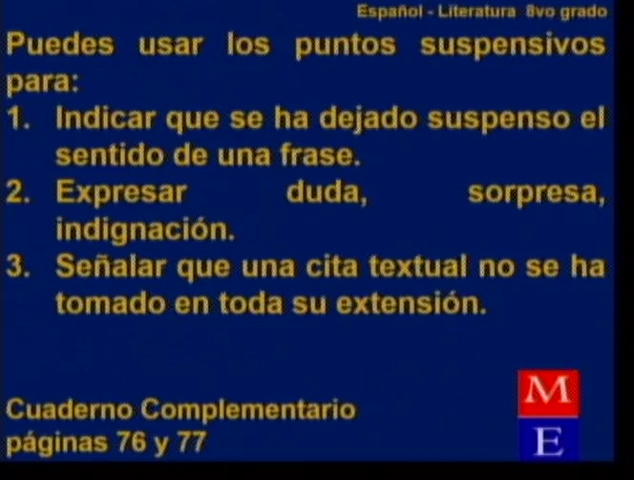 Español - Literatura 8vo grado
Puedes usar los puntos suspensivos
para:
1. Indicar que se ha dejado suspenso el
sentido de una frase.
2. Expresar duda, sorpresa,
indignación.
3. Señalar que una cita textual no se ha
tomado en toda su extensión.
Cuaderno Complementario
páginas 76 y 77
M
E